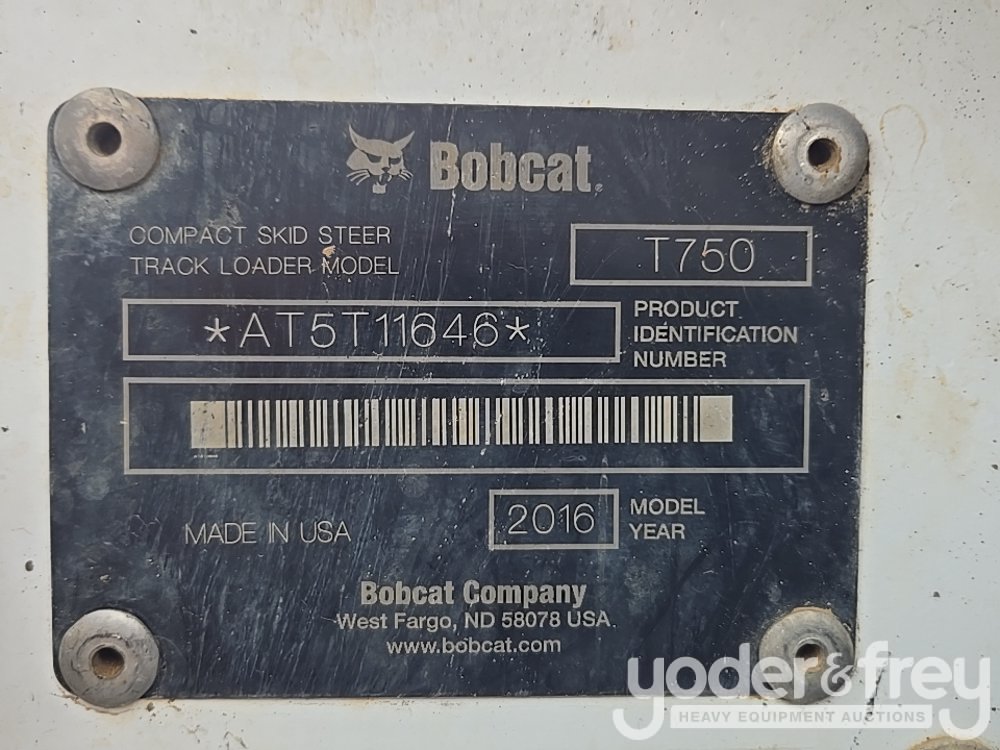 Bobcat.
COMPACT SKID STEER
TRACK LOADER MODEL
T750
*AT5T11646*
PRODUCT
IDENTIFICATION
NUMBER
MADE IN USA
2016
MODEL
YEAR
Bobcat Company
West Fargo, ND 58078 USA
www.bobcat.com
yoder&frey
HEAVY EQUIPMENT AUCTIONS